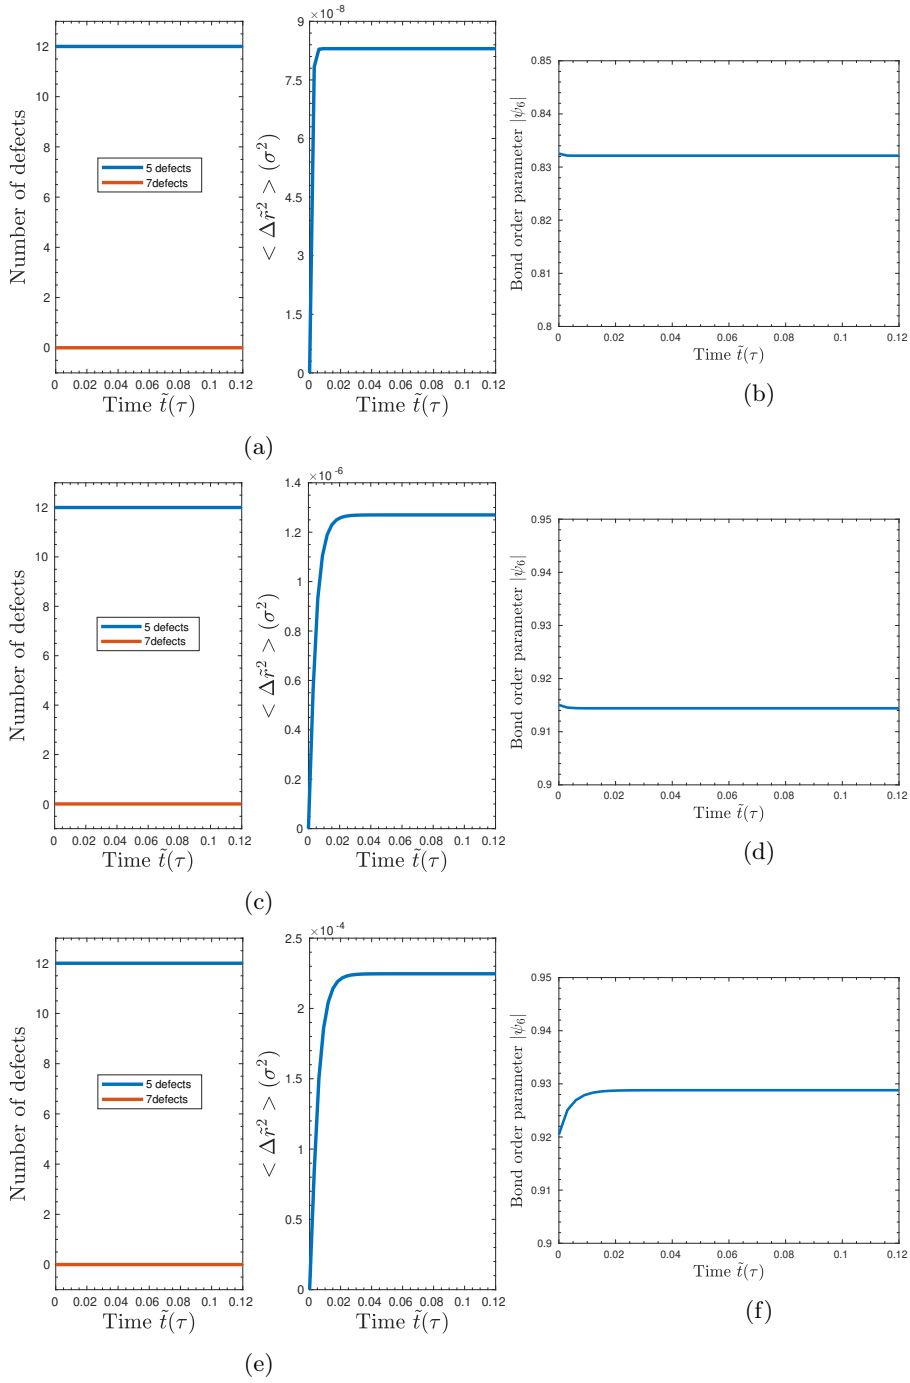 12
10
8
6
4
2
0
Number of defects
5 defects
7defects
0 0.02 0.04 0.06 0.08 0.1 0.12
Time t̃(τ)
×10⁻⁸
9
7.5
6
4.5
3
1.5
0
< Δr̃² > (σ²)
0 0.02 0.04 0.06 0.08 0.1 0.12
Time t̃(τ)
(a)
0.85
0.84
0.83
0.82
0.81
0.8
Bond order parameter |ψ₆|
0 0.02 0.04 0.06 0.08 0.1 0.12
Time t̃(τ)
(b)
12
10
8
6
4
2
0
Number of defects
5 defects
7defects
0 0.02 0.04 0.06 0.08 0.1 0.12
Time t̃(τ)
×10⁻⁶
1.4
1.2
1
0.8
0.6
0.4
0.2
0
< Δr̃² > (σ²)
0 0.02 0.04 0.06 0.08 0.1 0.12
Time t̃(τ)
(c)
0.95
0.94
0.93
0.92
0.91
0.9
Bond order parameter |ψ₆|
0 0.02 0.04 0.06 0.08 0.1 0.12
Time t̃(τ)
(d)
12
10
8
6
4
2
0
Number of defects
5 defects
7defects
0 0.02 0.04 0.06 0.08 0.1 0.12
Time t̃(τ)
×10⁻⁴
2.5
2
1.5
1
0.5
0
< Δr̃² > (σ²)
0 0.02 0.04 0.06 0.08 0.1 0.12
Time t̃(τ)
(e)
0.95
0.94
0.93
0.92
0.91
0.9
Bond order parameter |ψ₆|
0 0.02 0.04 0.06 0.08 0.1 0.12
Time t̃(τ)
(f)